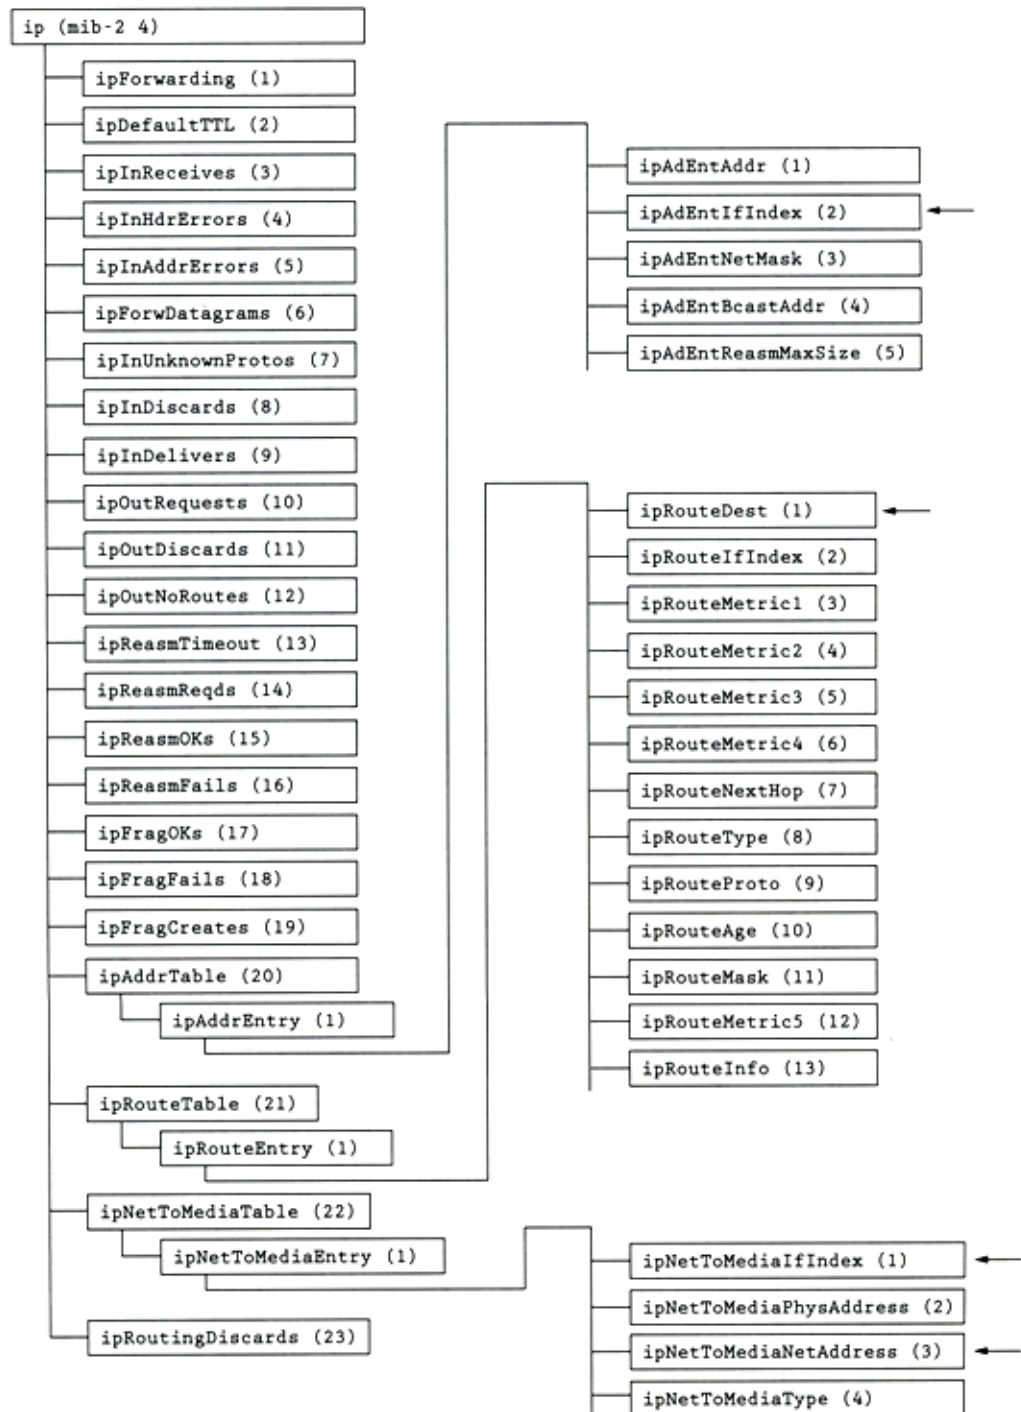 ip (mib-2 4)
ipForwarding (1)
ipDefaultTTL (2)
ipInReceives (3)
ipInHdrErrors (4)
ipInAddrErrors (5)
ipForwDatagrams (6)
ipInUnknownProtos (7)
ipInDiscards (8)
ipInDelivers (9)
ipOutRequests (10)
ipOutDiscards (11)
ipOutNoRoutes (12)
ipReasmTimeout (13)
ipReasmReqds (14)
ipReasmOKs (15)
ipReasmFails (16)
ipFragOKs (17)
ipFragFails (18)
ipFragCreates (19)
ipAddrTable (20)
ipAddrEntry (1)
ipAdEntAddr (1)
ipAdEntIfIndex (2)
ipAdEntNetMask (3)
ipAdEntBcastAddr (4)
ipAdEntReasmMaxSize (5)
ipRouteTable (21)
ipRouteEntry (1)
ipRouteDest (1)
ipRouteIfIndex (2)
ipRouteMetric1 (3)
ipRouteMetric2 (4)
ipRouteMetric3 (5)
ipRouteMetric4 (6)
ipRouteNextHop (7)
ipRouteType (8)
ipRouteProto (9)
ipRouteAge (10)
ipRouteMask (11)
ipRouteMetric5 (12)
ipRouteInfo (13)
ipNetToMediaTable (22)
ipNetToMediaEntry (1)
ipNetToMediaIfIndex (1)
ipNetToMediaPhysAddress (2)
ipNetToMediaNetAddress (3)
ipNetToMediaType (4)
ipRoutingDiscards (23)